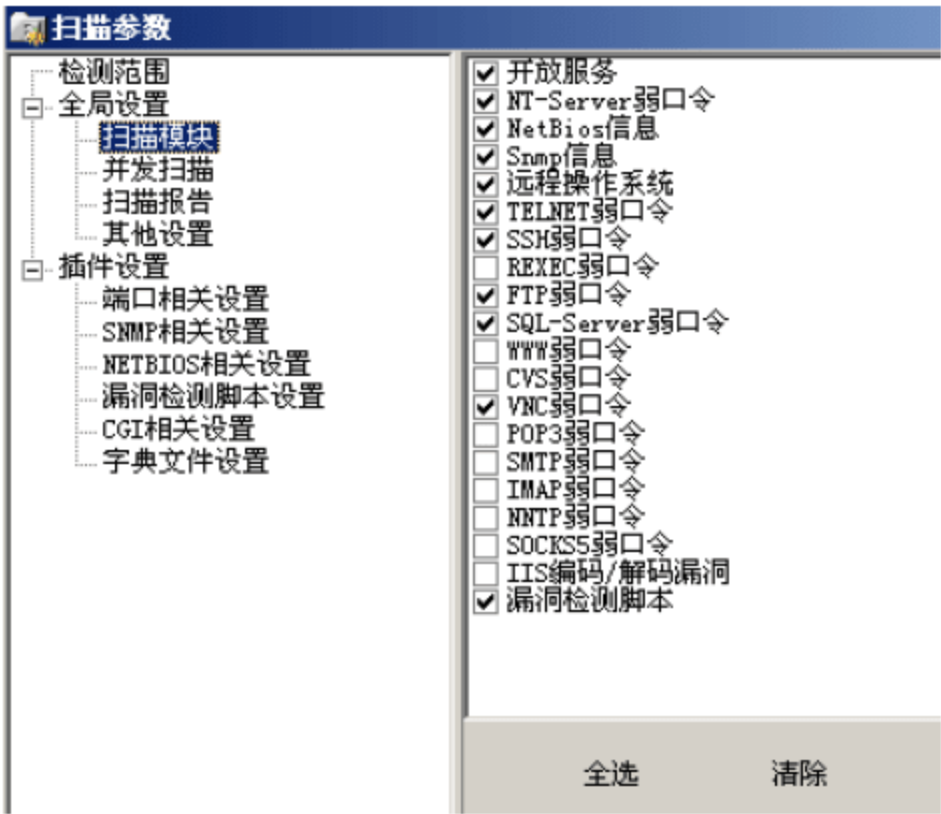 扫描参数
检测范围
全局设置
扫描模块
并发扫描
扫描报告
其他设置
插件设置
端口相关设置
SNMP相关设置
NETBIOS相关设置
漏洞检测脚本设置
CGI相关设置
字典文件设置
开放服务
NT-Server弱口令
NetBios信息
Snmp信息
远程操作系统
TELNET弱口令
SSH弱口令
REXEC弱口令
FTP弱口令
SQL-Server弱口令
WWW弱口令
CVS弱口令
VNC弱口令
POP3弱口令
SMTP弱口令
IMAP弱口令
NNTP弱口令
SOCKS5弱口令
IIS编码/解码漏洞
漏洞检测脚本
全选 清除